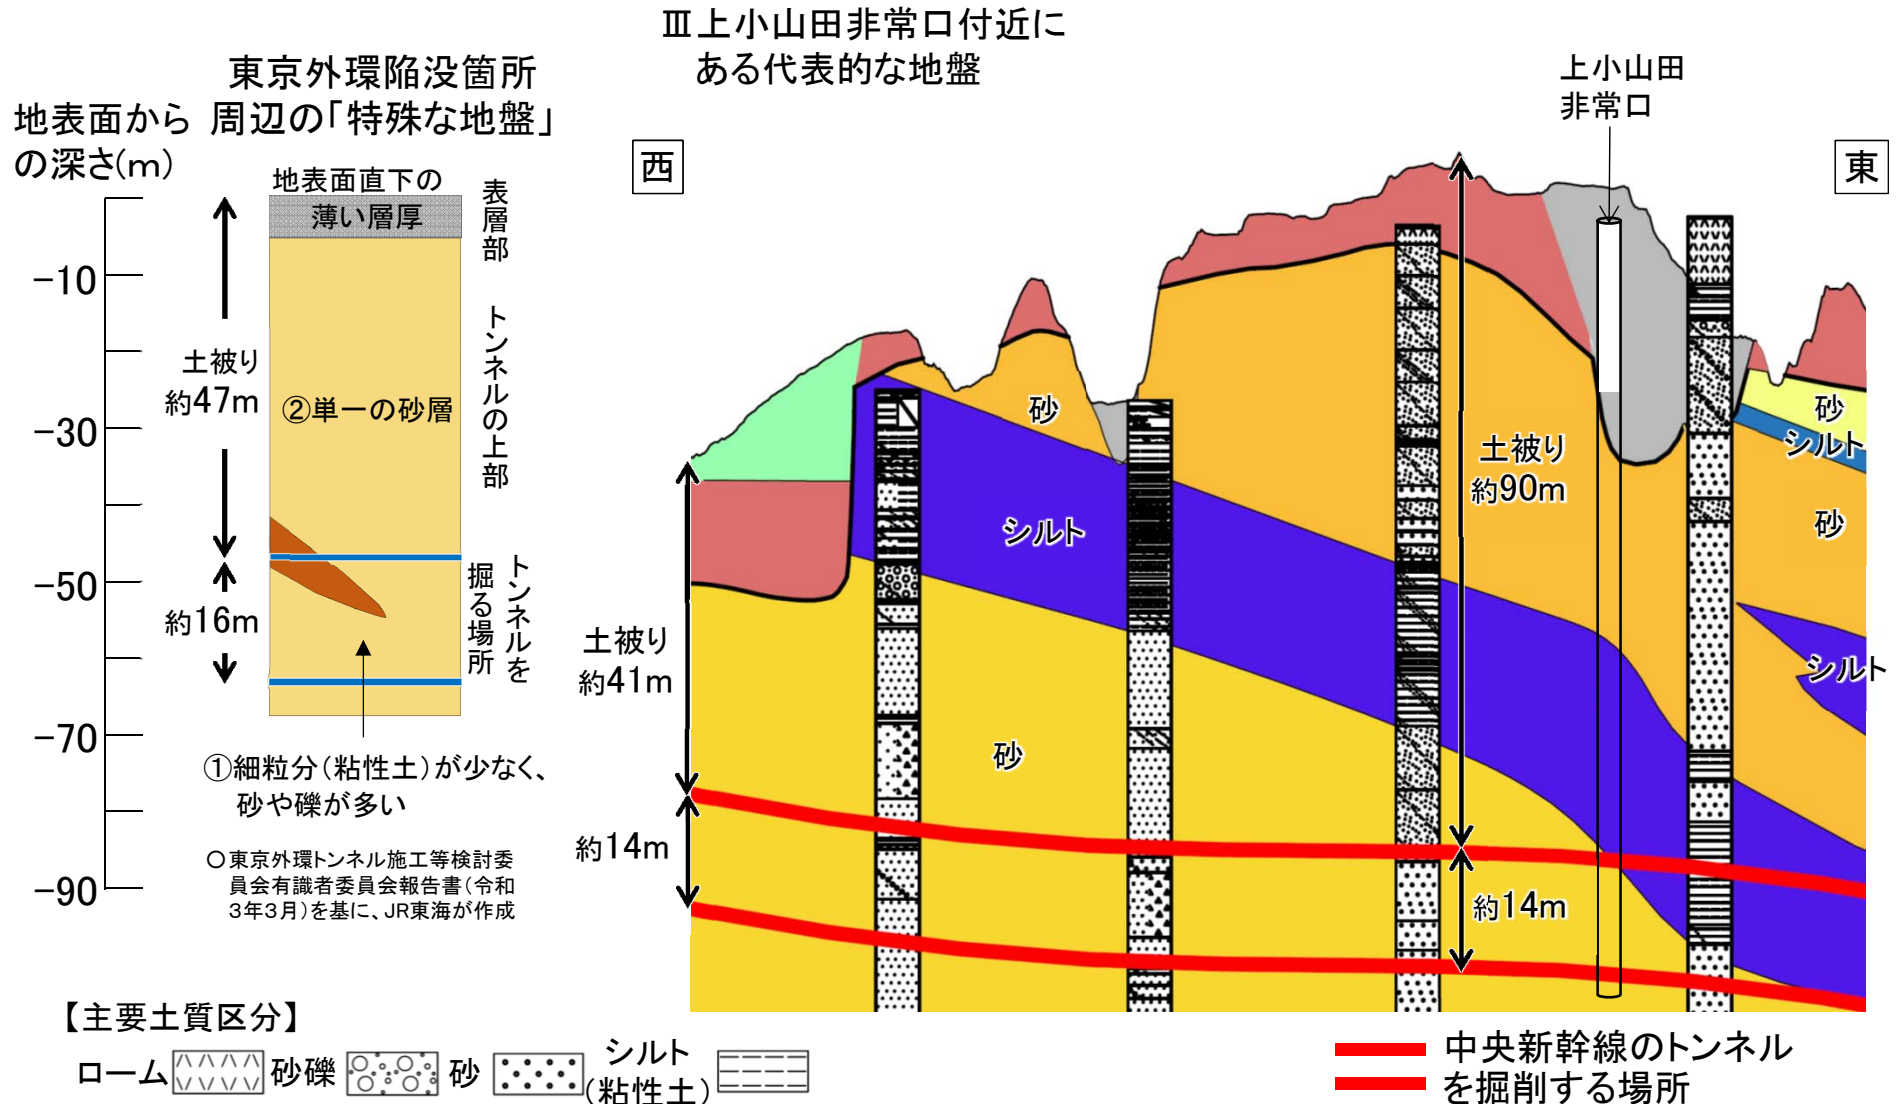 Ⅲ上小山田非常口付近に
ある代表的な地盤
東京外環陥没箇所
周辺の「特殊な地盤」
地表面から
の深さ(m)
地表面直下の
薄い層厚
表層部
-10
-30
-50
-70
-90
土被り
約47m
②単一の砂層
トンネルの上部
約16m
トンネルを
掘る場所
①細粒分(粘性土)が少なく、
砂や礫が多い
○東京外環トンネル施工等検討委
員会有識者委員会報告書(令和
3年3月)を基に、JR東海が作成
西
東
上小山田
非常口
土被り
約41m
約14m
砂
シルト
砂
土被り
約90m
約14m
砂
シルト
砂
シルト
【主要土質区分】
ローム
砂礫
砂
シルト
(粘性土)
中央新幹線のトンネル
を掘削する場所